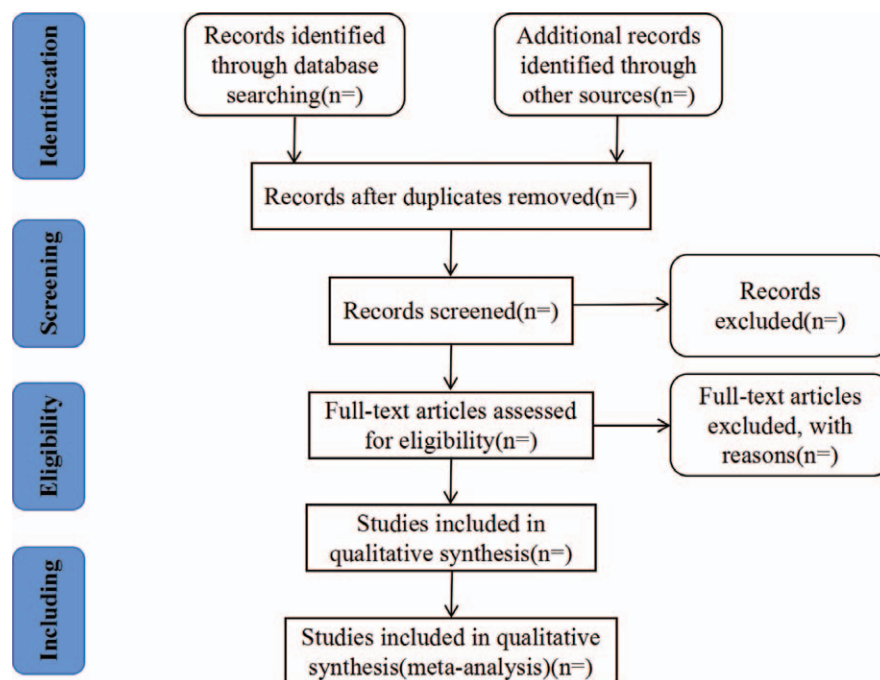 Identification
Records identified
through database
searching(n=)
Additional records
identified through
other sources(n=)
Records after duplicates removed(n=)
Screening
Records screened(n=)
Records
excluded(n=)
Eligibility
Full-text articles assessed
for eligibility(n=)
Full-text articles
excluded, with
reasons(n=)
Studies included in
qualitative synthesis(n=)
Including
Studies included in qualitative
synthesis(meta-analysis)(n=)